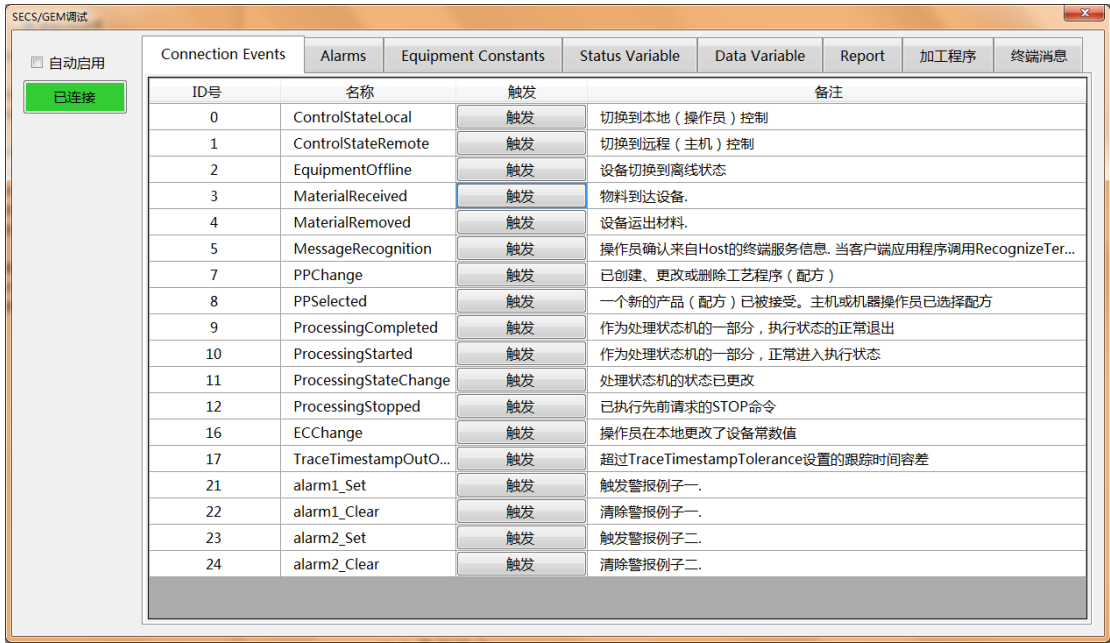 SECS/GEM调试
自动启用
已连接
Connection Events Alarms Equipment Constants Status Variable Data Variable Report 加工程序 终端消息
ID号 名称 触发 备注
0 ControlStateLocal 触发 切换到本地（操作员）控制
1 ControlStateRemote 触发 切换到远程（主机）控制
2 EquipmentOffline 触发 设备切换到离线状态
3 MaterialReceived 触发 物料到达设备.
4 MaterialRemoved 触发 设备运出材料.
5 MessageRecognition 触发 操作员确认来自Host的终端服务信息. 当客户端应用程序调用RecognizeTer...
7 PPChange 触发 已创建、更改或删除工艺程序（配方）
8 PPSelected 触发 一个新的产品（配方）已被接受。主机或机器操作员已选择配方
9 ProcessingCompleted 触发 作为处理状态机的一部分，执行状态的正常退出
10 ProcessingStarted 触发 作为处理状态机的一部分，正常进入执行状态
11 ProcessingStateChange 触发 处理状态机的状态已更改
12 ProcessingStopped 触发 已执行先前请求的STOP命令
16 ECChange 触发 操作员在本地更改了设备常数值
17 TraceTimestampOutO... 触发 超过TraceTimestampTolerance设置的跟踪时间容差
21 alarm1_Set 触发 触发警报例子一.
22 alarm1_Clear 触发 清除警报例子一.
23 alarm2_Set 触发 触发警报例子二.
24 alarm2_Clear 触发 清除警报例子二.